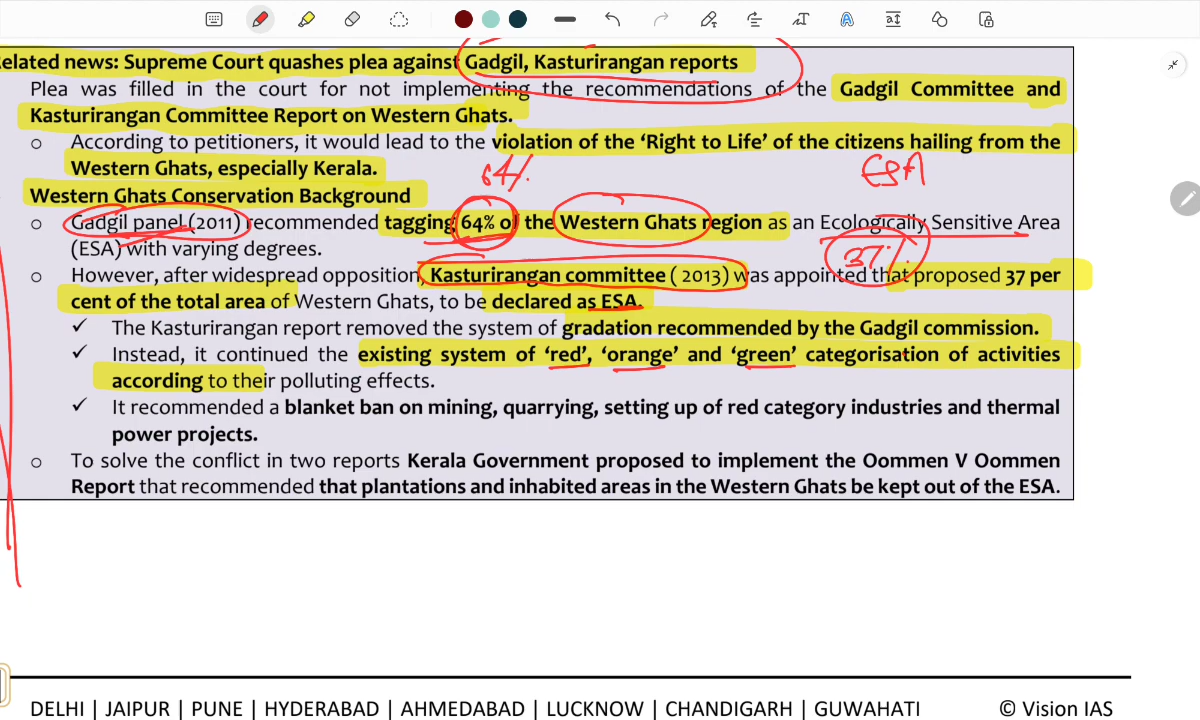 elated news: Supreme Court quashes plea against Gadgil, Kasturirangan reports
Plea was filled in the court for not implementing the recommendations of the Gadgil Committee and
Kasturirangan Committee Report on Western Ghats.
o According to petitioners, it would lead to the violation of the ‘Right to Life’ of the citizens hailing from the
Western Ghats, especially Kerala.
64%
ESA
Western Ghats Conservation Background
o Gadgil panel (2011) recommended tagging 64% of the Western Ghats region as an Ecologically Sensitive Area
(ESA) with varying degrees.
37%
o However, after widespread opposition, Kasturirangan committee ( 2013) was appointed that proposed 37 per
cent of the total area of Western Ghats, to be declared as ESA.
✓ The Kasturirangan report removed the system of gradation recommended by the Gadgil commission.
✓ Instead, it continued the existing system of ‘red’, ‘orange’ and ‘green’ categorisation of activities
according to their polluting effects.
✓ It recommended a blanket ban on mining, quarrying, setting up of red category industries and thermal
power projects.
o To solve the conflict in two reports Kerala Government proposed to implement the Oommen V Oommen
Report that recommended that plantations and inhabited areas in the Western Ghats be kept out of the ESA.
DELHI | JAIPUR | PUNE | HYDERABAD | AHMEDABAD | LUCKNOW | CHANDIGARH | GUWAHATI © Vision IAS